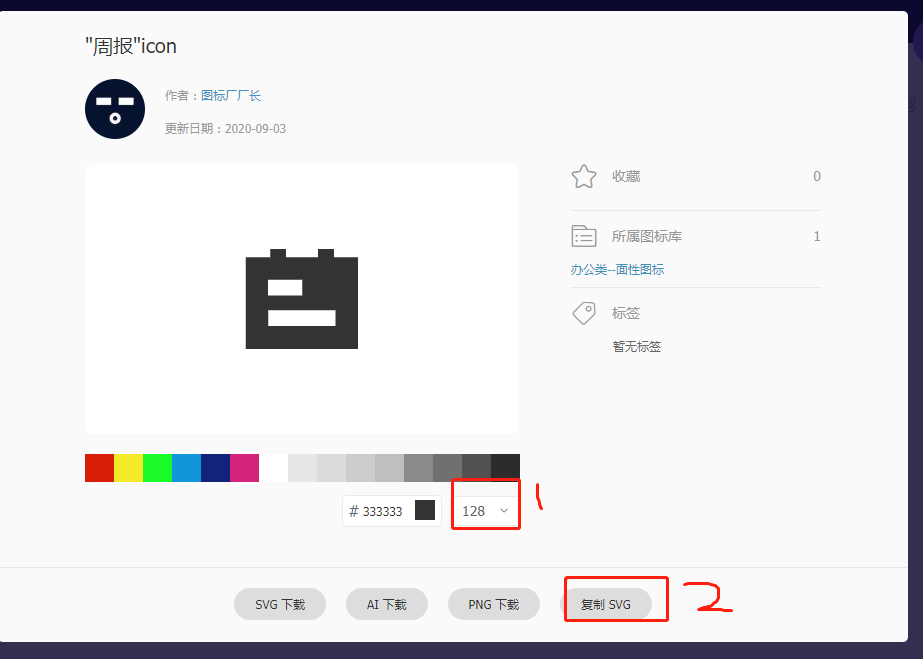 "周报"icon
作者：图标厂厂长
更新日期：2020-09-03
收藏 0
所属图标库 1
办公类--面性图标
标签
暂无标签
# 333333 128 1
SVG 下载 AI 下载 PNG 下载 复制 SVG 2